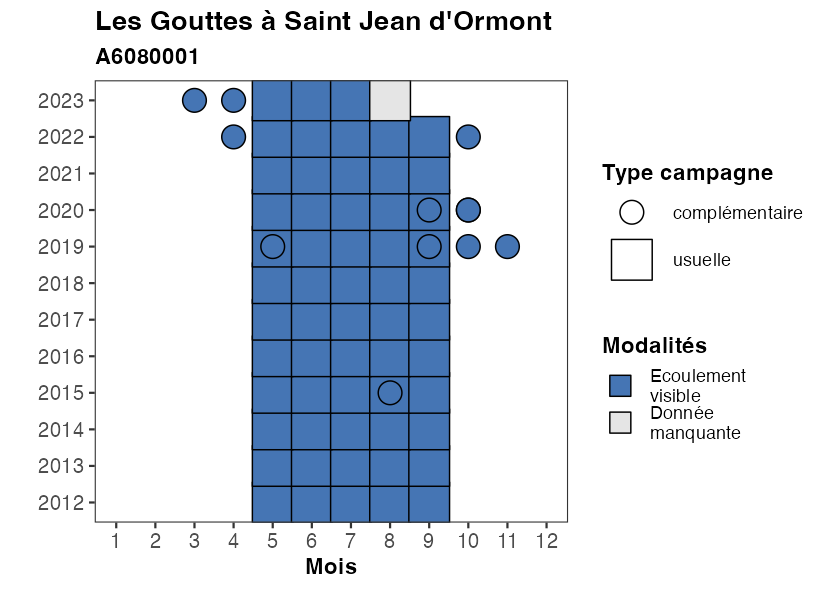 Les Gouttes à Saint Jean d'Ormont
A6080001
2023
2022
2021
2020
2019
2018
2017
2016
2015
2014
2013
2012
1 2 3 4 5 6 7 8 9 10 11 12
Mois
Type campagne
complémentaire
usuelle
Modalités
Ecoulement
visible
Donnée
manquante